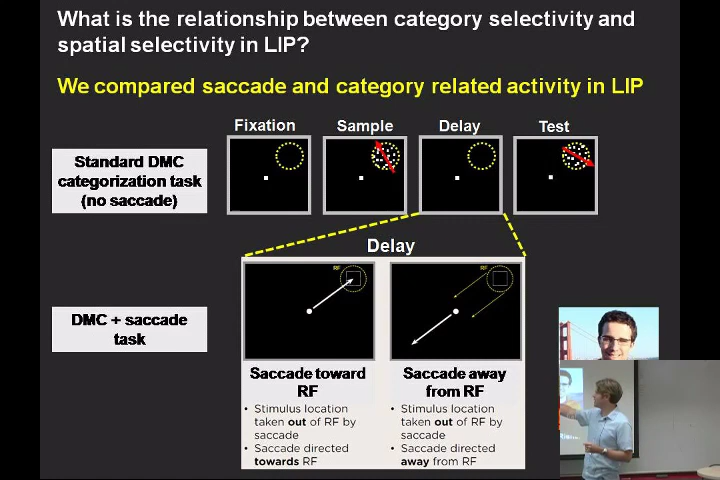 What is the relationship between category selectivity and
spatial selectivity in LIP?
We compared saccade and category related activity in LIP
Fixation Sample Delay Test
Standard DMC
categorization task
(no saccade)
Delay
RF RF
DMC + saccade
task
Saccade toward
RF
• Stimulus location
taken out of RF by
saccade
• Saccade directed
towards RF
Saccade away
from RF
• Stimulus location
taken out of RF by
saccade
• Saccade directed
away from RF